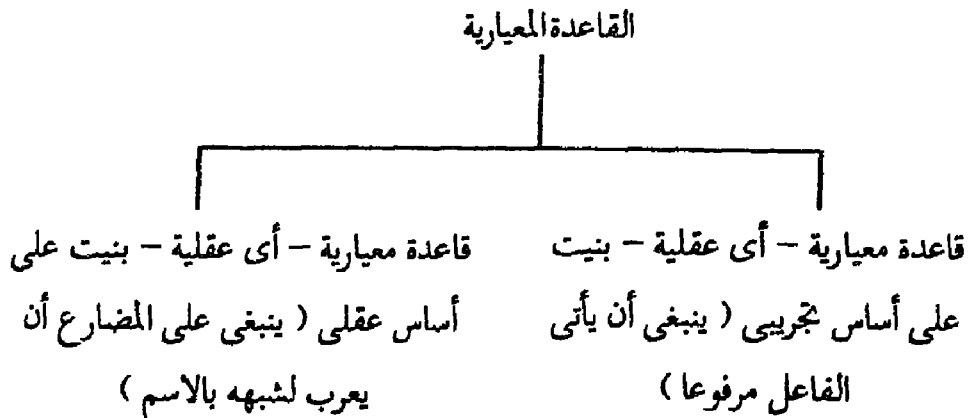 القاعدة المعيارية
قاعدة معيارية – أى عقلية – بنيت
على أساس تجريبى ( ينبغى أن يأتى
الفاعل مرفوعا )
قاعدة معيارية – أى عقلية – بنيت على
أساس عقلى ( ينبغى على المضارع أن
يعرب لشبهه بالاسم )